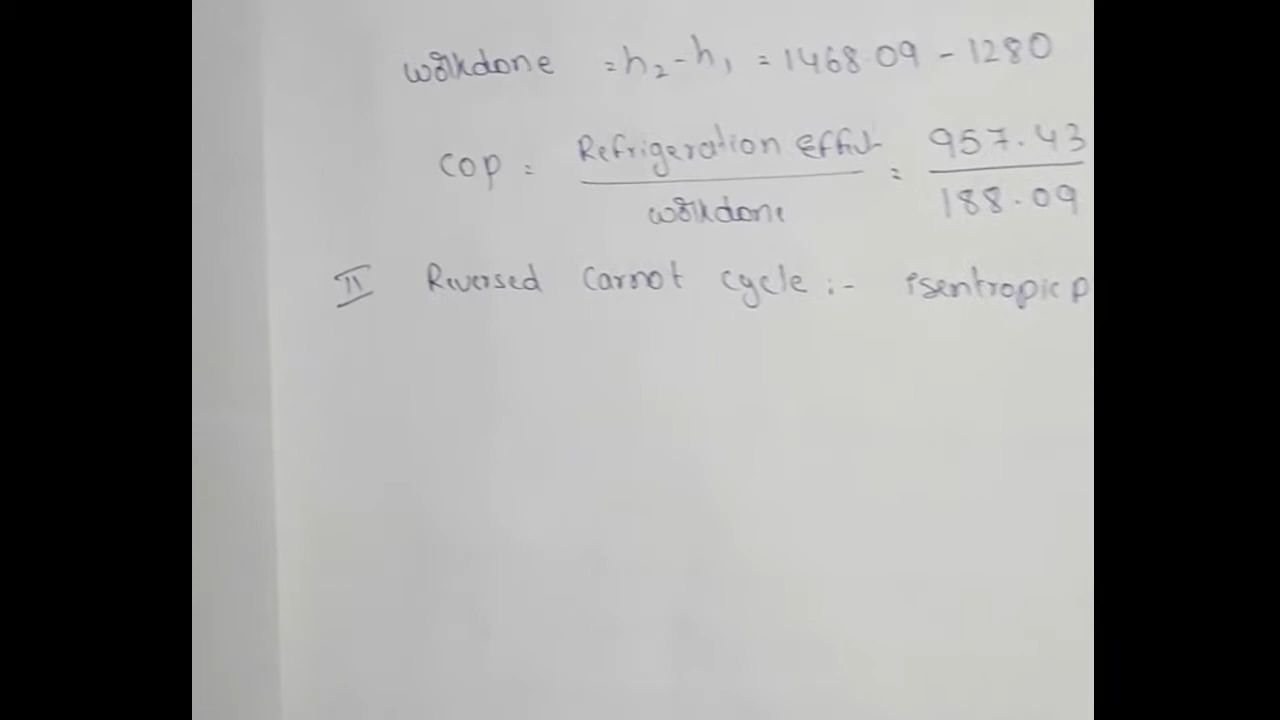 workdone = h₂ - h₁ = 1468.09 - 1280
COP = Refrigeration Effect / workdone = 957.43 / 188.09
II Reversed Carnot cycle :- isentropic p